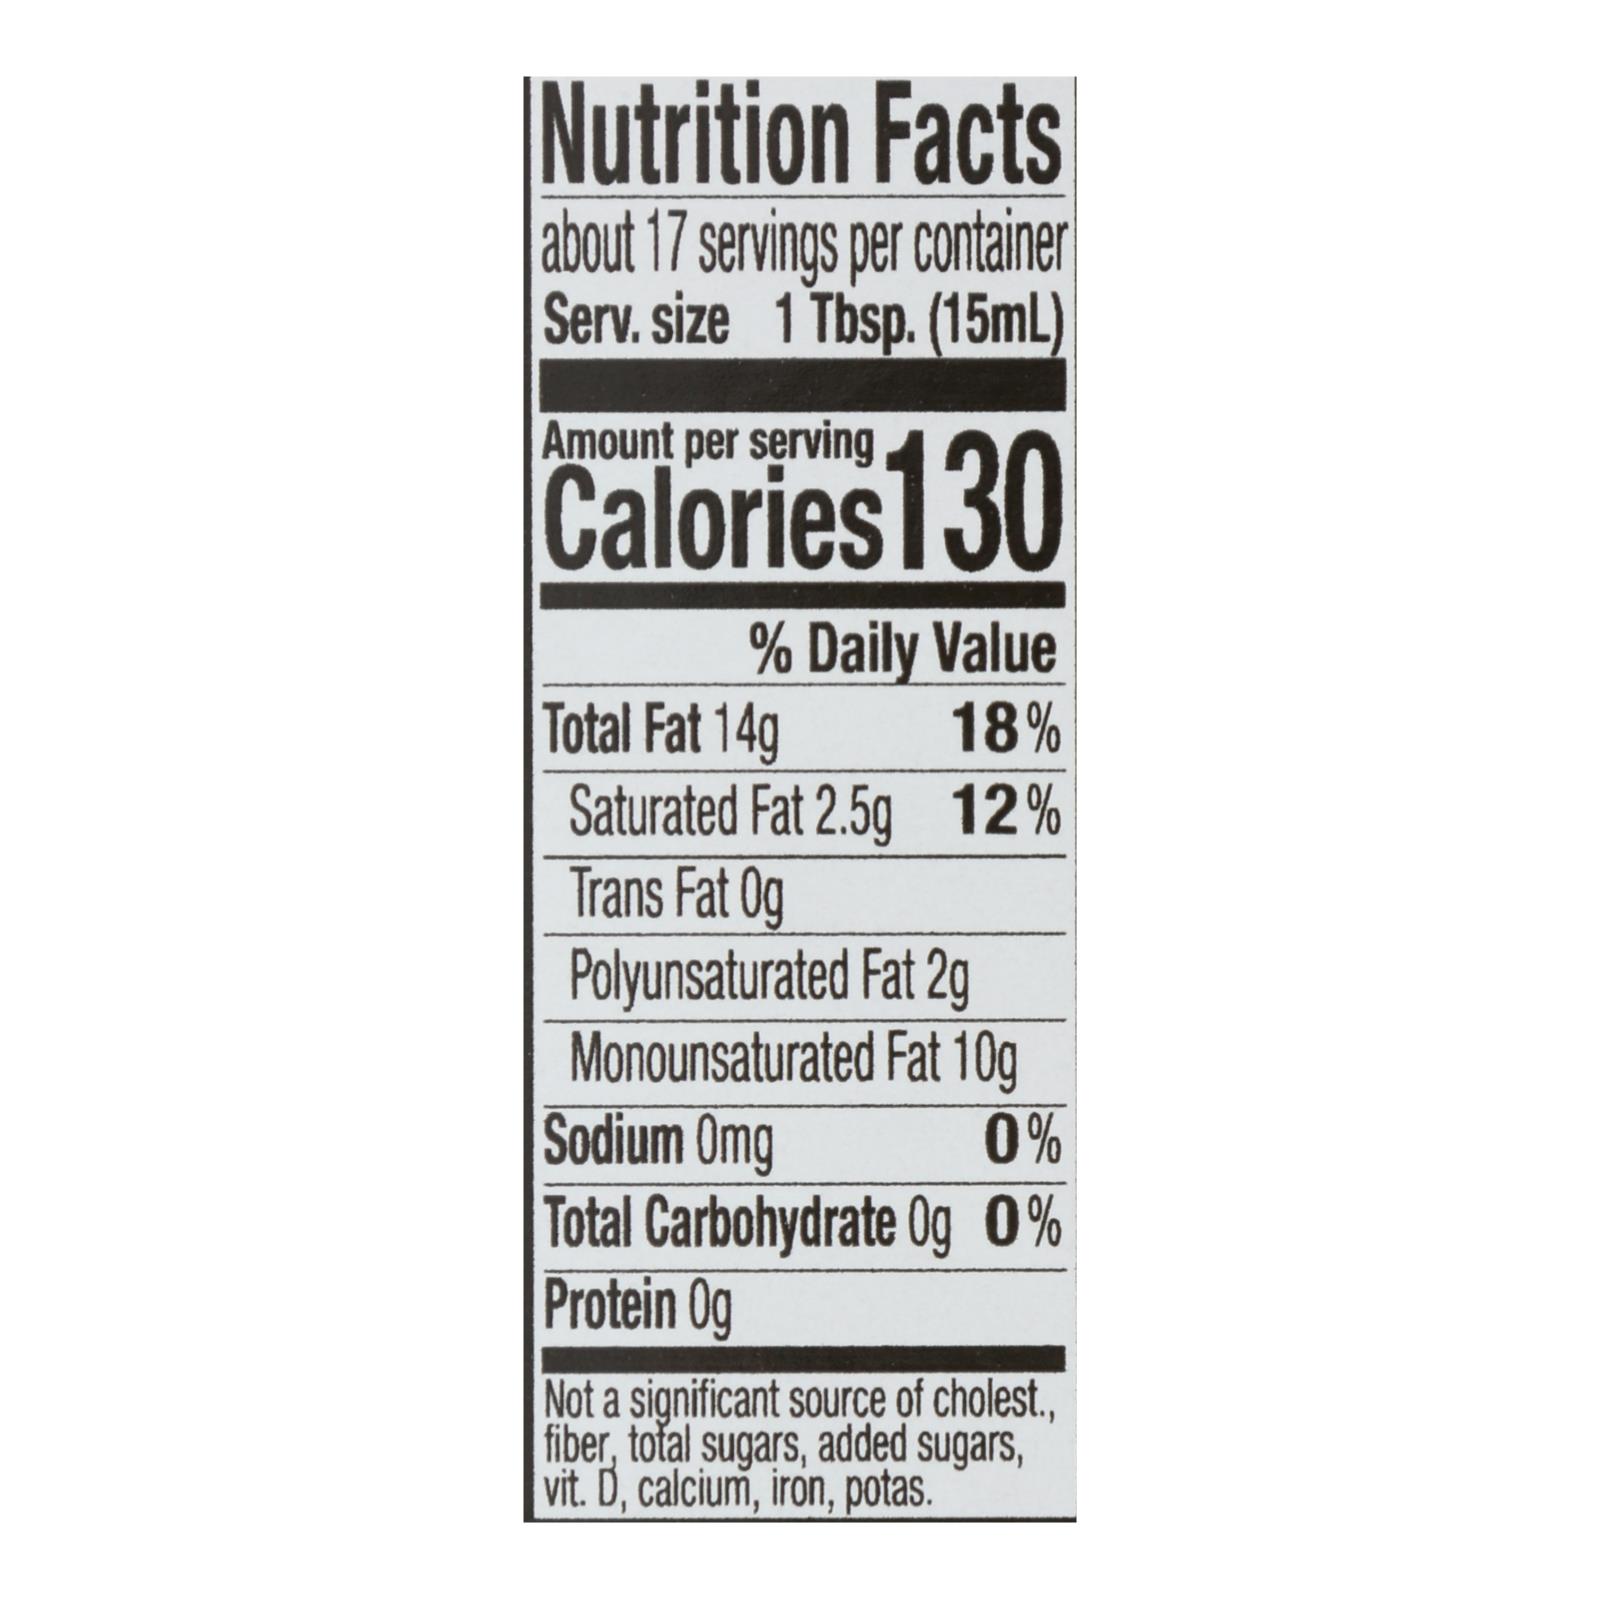 Nutrition Facts
about 17 servings per container
Serv. size 1 Tbsp. (15mL)
Amount per serving
Calories 130
% Daily Value
Total Fat 14g 18%
Saturated Fat 2.5g 12%
Trans Fat 0g
Polyunsaturated Fat 2g
Monounsaturated Fat 10g
Sodium 0mg 0%
Total Carbohydrate 0g 0%
Protein 0g
Not a significant source of cholest.,
fiber, total sugars, added sugars,
vit. D, calcium, iron, potas.